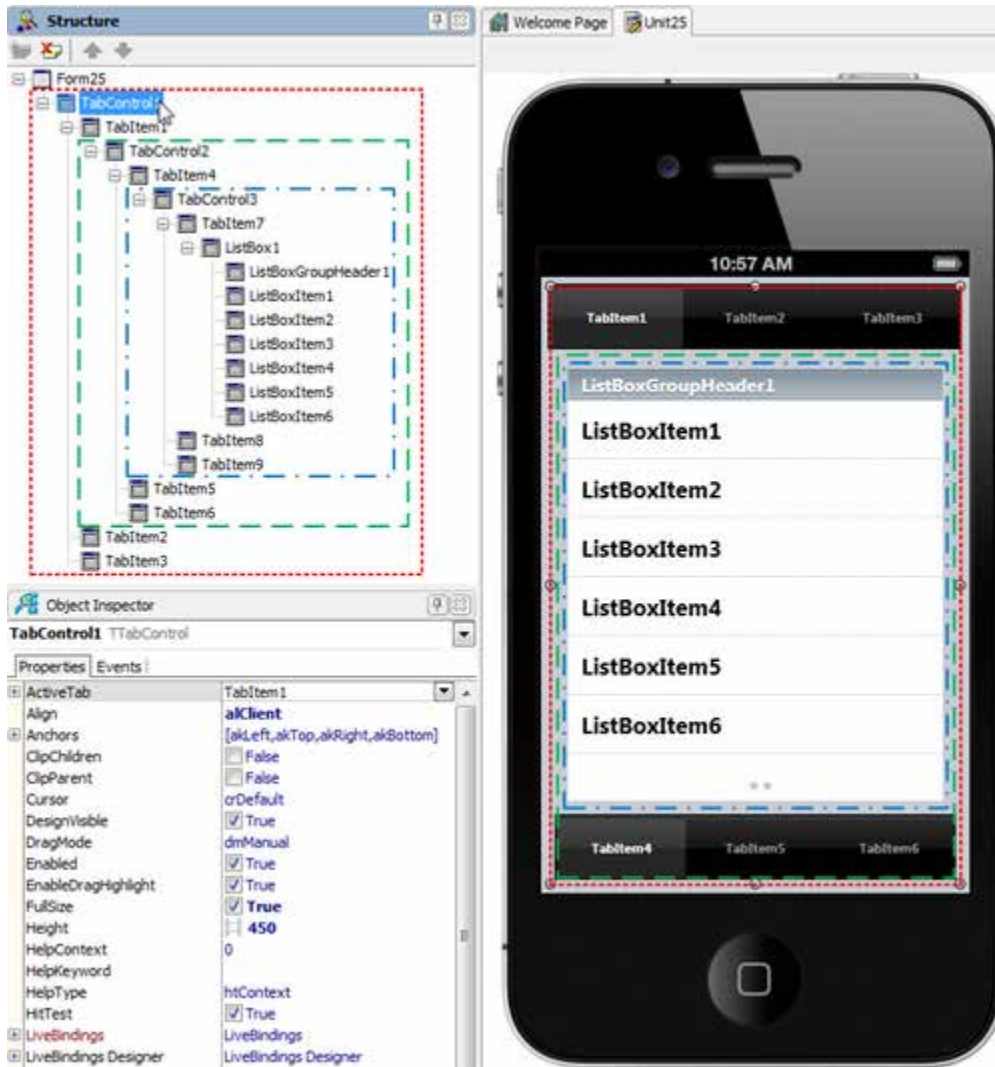 Structure
Welcome Page
Unit25
Form25
TabControl1
TabItem1
TabControl2
TabItem4
TabControl3
TabItem7
ListBox1
ListBoxGroupHeader1
ListBoxItem1
ListBoxItem2
ListBoxItem3
ListBoxItem4
ListBoxItem5
ListBoxItem6
TabItem8
TabItem9
TabItem5
TabItem6
TabItem2
TabItem3
Object Inspector
TabControl1 TTabControl
Properties Events
ActiveTab TabItem1
Align alClient
Anchors [akLeft,akTop,akRight,akBottom]
ClipChildren False
ClipParent False
Cursor crDefault
DesignVisible True
DragMode dmManual
Enabled True
EnableDragHighlight True
FullSize True
Height 450
HelpContext 0
HelpKeyword
HelpType htContext
HitTest True
LiveBindings LiveBindings
LiveBindings Designer LiveBindings Designer
10:57 AM
TabItem1 TabItem2 TabItem3
ListBoxGroupHeader1
ListBoxItem1
ListBoxItem2
ListBoxItem3
ListBoxItem4
ListBoxItem5
ListBoxItem6
TabItem4 TabItem5 TabItem6